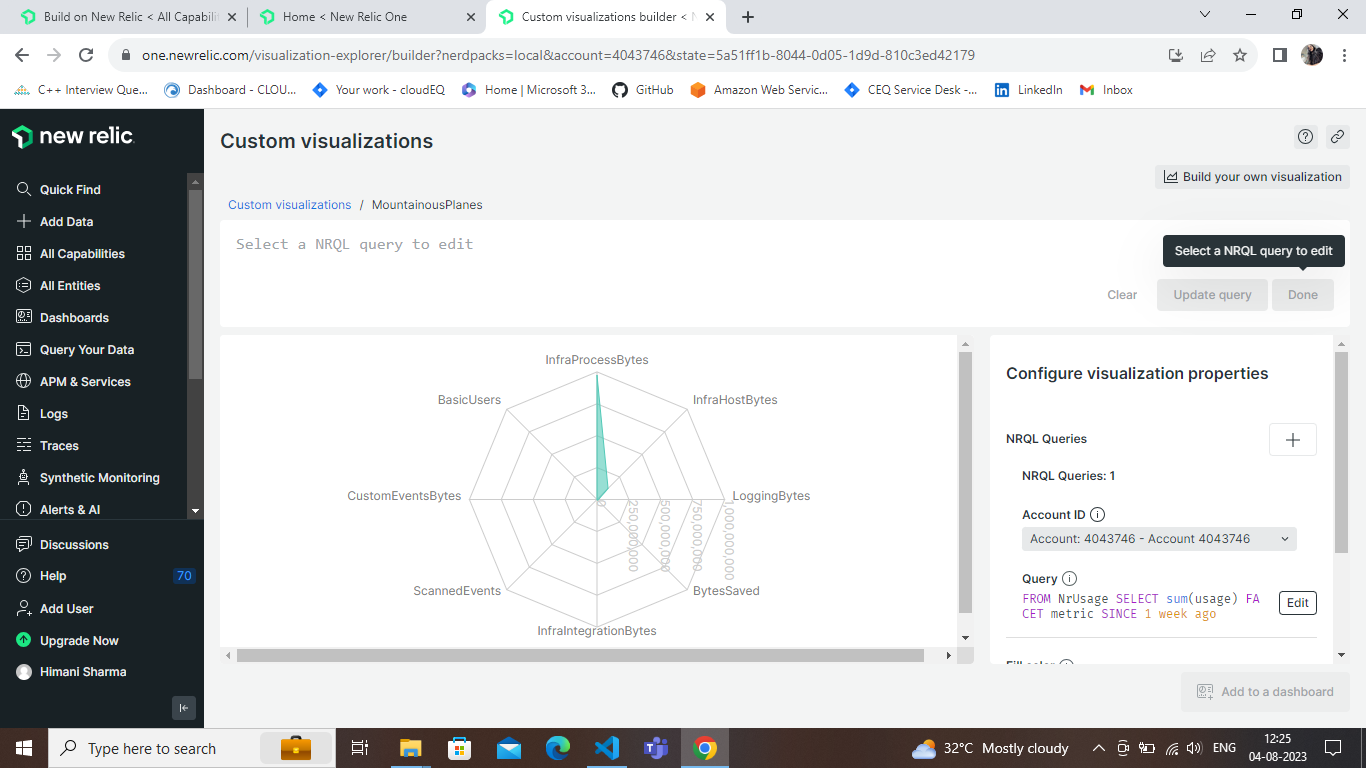 Build on New Relic < All Capabili
Home < New Relic One
Custom visualizations builder < N
one.newrelic.com/visualization-explorer/builder?nerdpacks=local&account=4043746&state=5a51ff1b-8044-0d05-1d9d-810c3ed42179
C++ Interview Que...
Dashboard - CLOU...
Your work - cloudEQ
Home | Microsoft 3...
GitHub
Amazon Web Servic...
CEQ Service Desk -...
LinkedIn
Inbox
new relic
Quick Find
Add Data
All Capabilities
All Entities
Dashboards
Query Your Data
APM & Services
Logs
Traces
Synthetic Monitoring
Alerts & AI
Discussions
Help 70
Add User
Upgrade Now
Himani Sharma
Custom visualizations
Build your own visualization
Custom visualizations / MountainousPlanes
Select a NRQL query to edit
Select a NRQL query to edit
Clear
Update query
Done
InfraProcessBytes
BasicUsers
InfraHostBytes
CustomEventsBytes
LoggingBytes
0
250,000,000
500,000,000
750,000,000
1,000,000,000
ScannedEvents
BytesSaved
InfraIntegrationBytes
Configure visualization properties
NRQL Queries
NRQL Queries: 1
Account ID
Account: 4043746 - Account 4043746
Query
FROM NrUsage SELECT sum(usage) FA
CET metric SINCE 1 week ago
Edit
Fill color
Add to a dashboard
Type here to search
32°C Mostly cloudy
ENG
12:25
04-08-2023